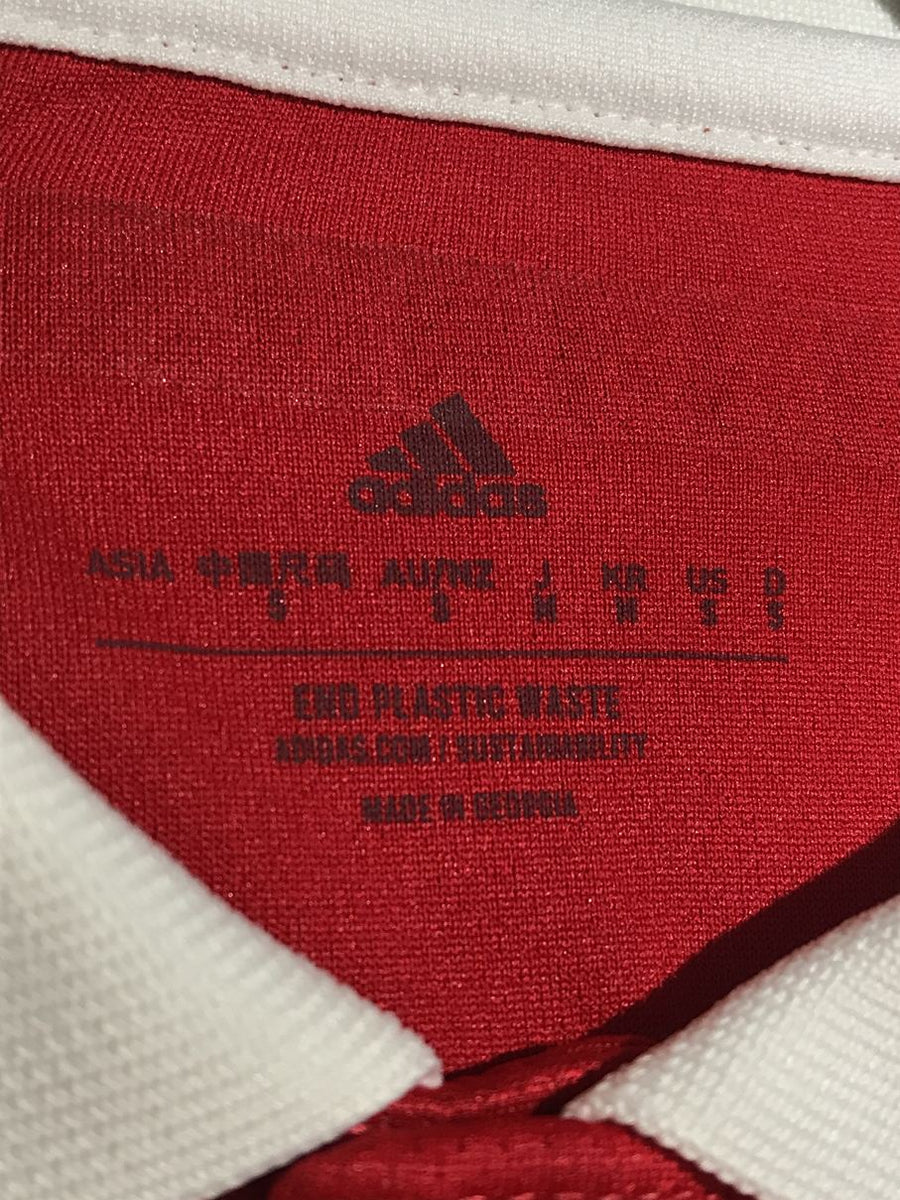 adidas
ASIA 中国尺码 AU/NZ J KR US D
S S M M S S
END PLASTIC WASTE
ADIDAS.COM / SUSTAINABILITY
MADE IN GEORGIA